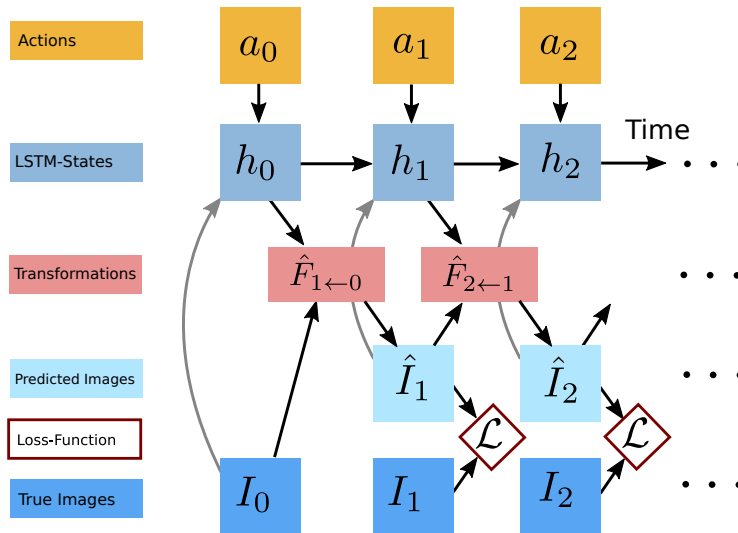 Actions a₀ a₁ a₂
Time
LSTM-States h₀ h₁ h₂ . . .
Transformations F̂₁←₀ F̂₂←₁ . . .
Predicted Images Î₁ Î₂ . . .
Loss-Function ℒ ℒ
True Images I₀ I₁ I₂ . . .